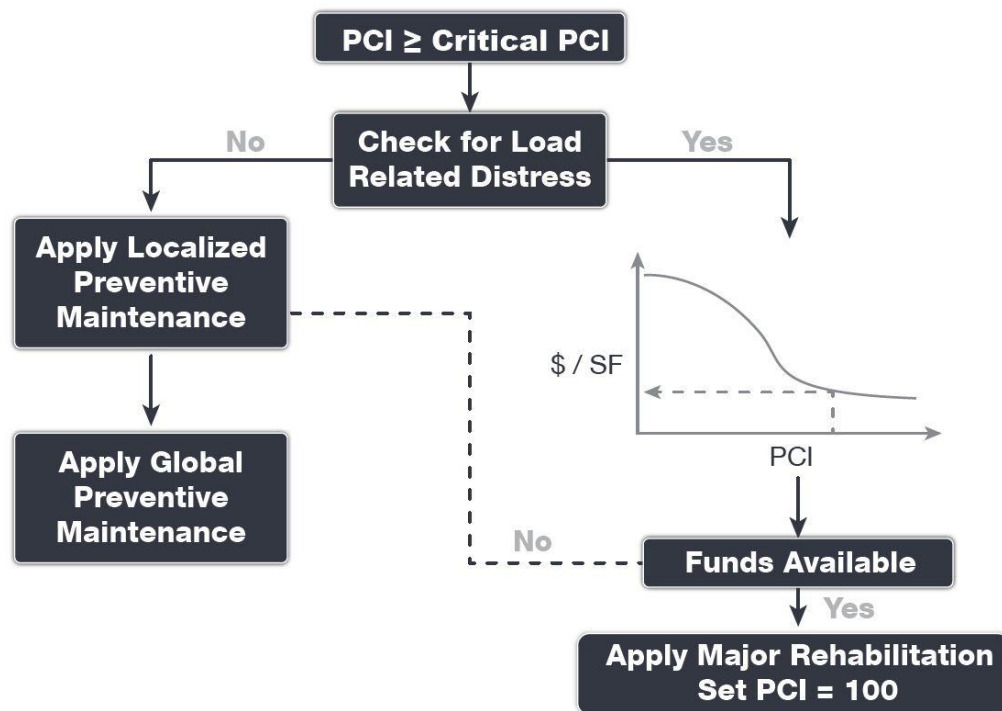 PCI ≥ Critical PCI
No
Check for Load
Related Distress
Yes
Apply Localized
Preventive
Maintenance
$ / SF
PCI
Apply Global
Preventive
Maintenance
No
Funds Available
Yes
Apply Major Rehabilitation
Set PCI = 100